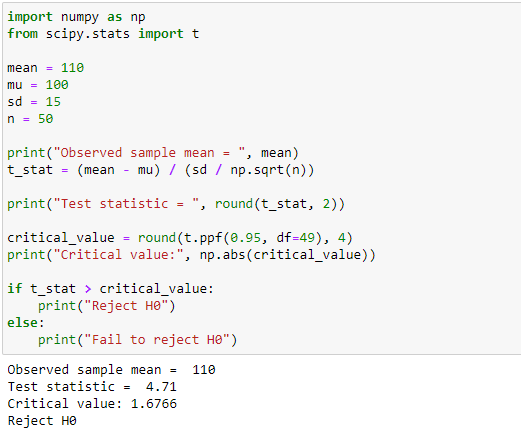 import numpy as np
from scipy.stats import t
mean = 110
mu = 100
sd = 15
n = 50
print("Observed sample mean = ", mean)
t_stat = (mean - mu) / (sd / np.sqrt(n))
print("Test statistic = ", round(t_stat, 2))
critical_value = round(t.ppf(0.95, df=49), 4)
print("Critical value:", np.abs(critical_value))
if t_stat > critical_value:
    print("Reject H0")
else:
    print("Fail to reject H0")
Observed sample mean =  110
Test statistic =  4.71
Critical value: 1.6766
Reject H0